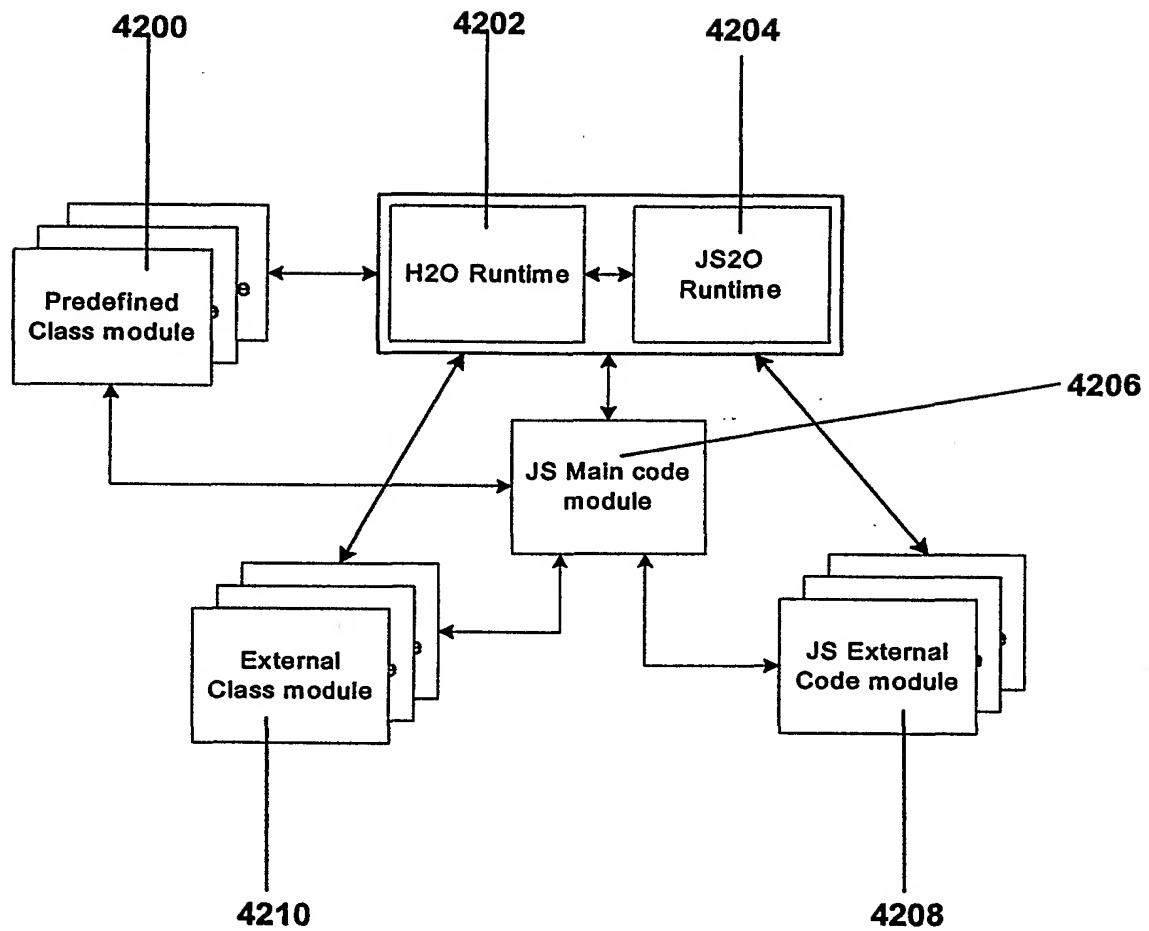 4200
4202
4204
H2O Runtime
JS2O
Runtime
Predefined
Class module
e
e
4206
JS Main code
module
External
Class module
e
e
JS External
Code module
e
e
4210
4208